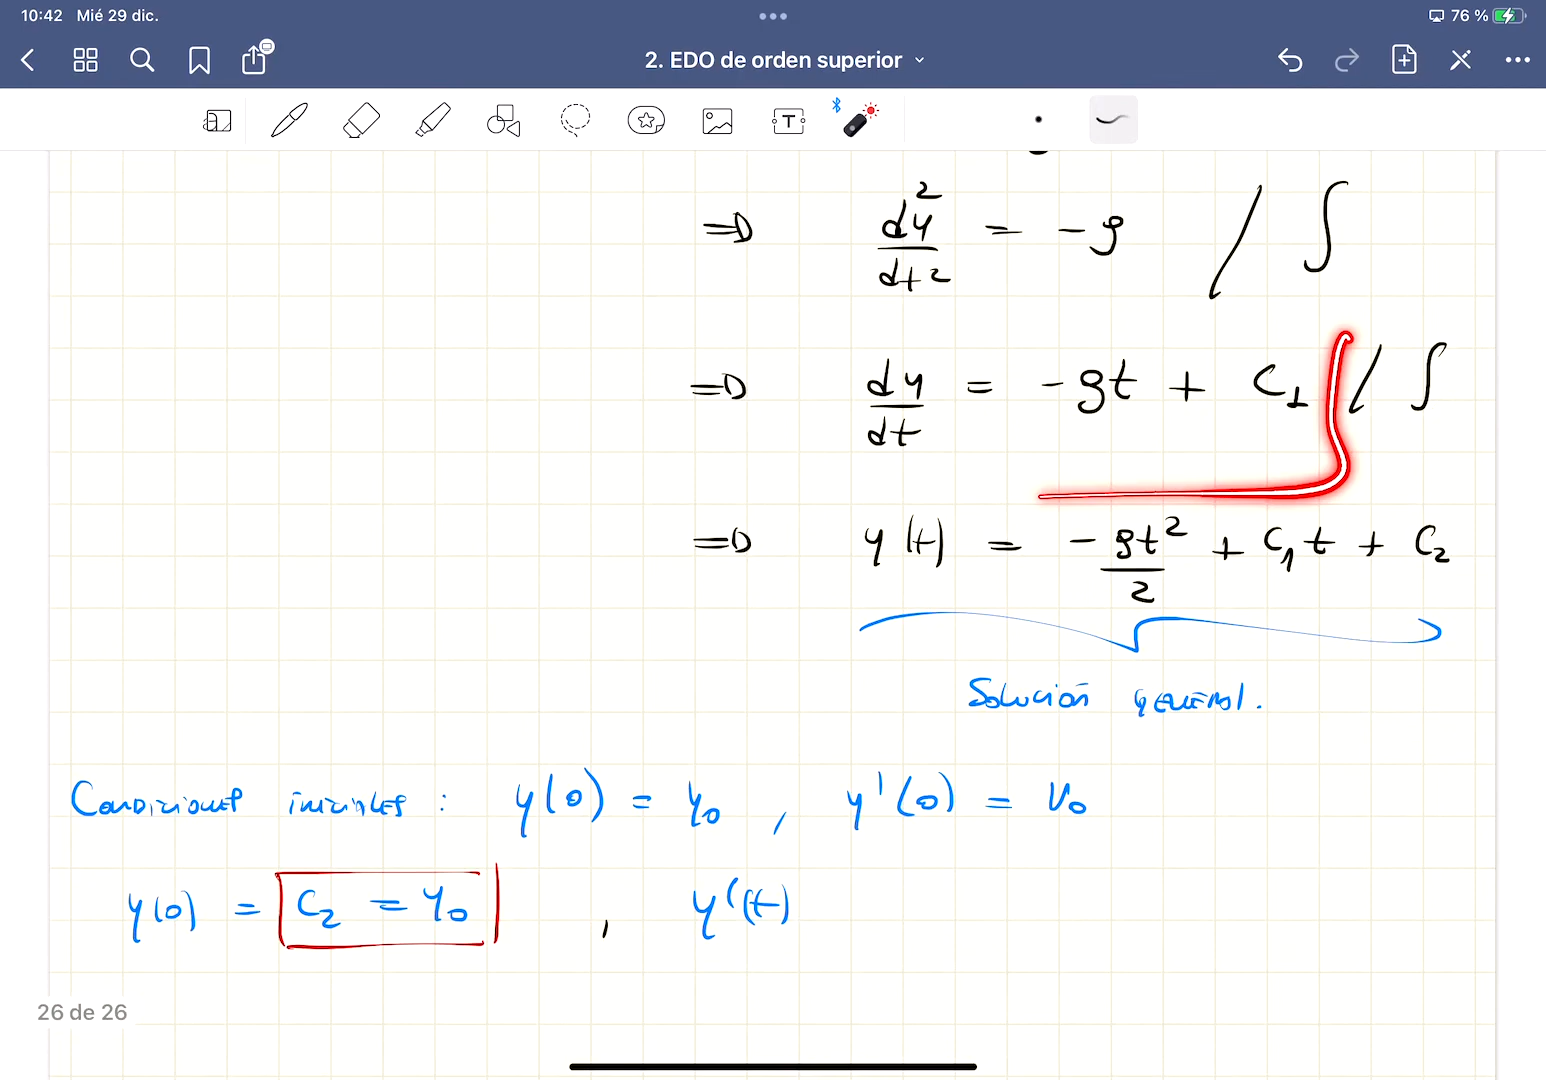 10:42 Mié 29 dic.
76 %
2. EDO de orden superior
=> d²y/dt² = -g / ∫
=> dy/dt = -gt + C₁ / ∫
=> y(t) = -gt²/2 + C₁t + C₂
Solución general.
Condiciones iniciales: y(0) = y₀, y'(0) = v₀
y(0) = C₂ = y₀, y'(t)
26 de 26